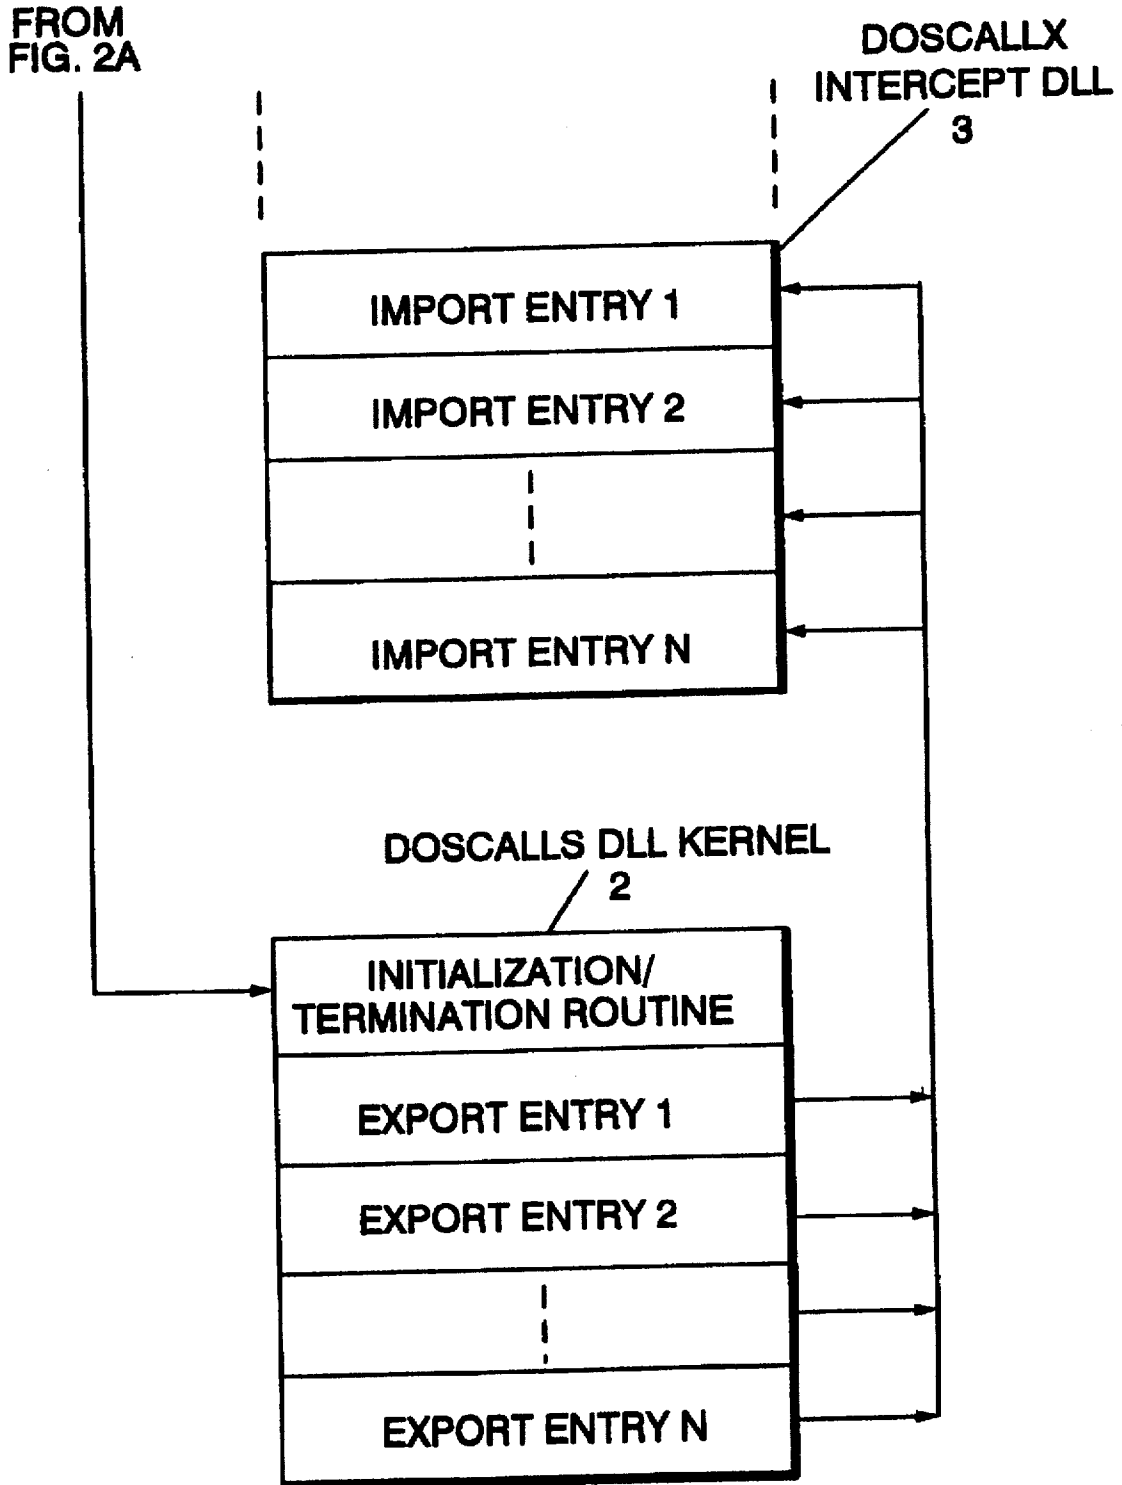 FROM
FIG. 2A
DOSCALLX
INTERCEPT DLL
3
IMPORT ENTRY 1
IMPORT ENTRY 2
IMPORT ENTRY N
DOSCALLS DLL KERNEL
2
INITIALIZATION/
TERMINATION ROUTINE
EXPORT ENTRY 1
EXPORT ENTRY 2
EXPORT ENTRY N